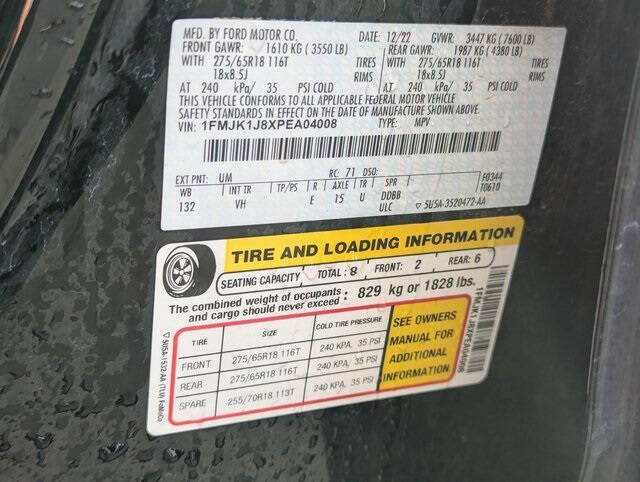 MFD. BY FORD MOTOR CO.
DATE: 12/22 GVWR: 3447 KG (7600 LB)
FRONT GAWR: 1610 KG (3550 LB) REAR GAWR: 1987 KG (4380 LB)
WITH 275/65R18 116T TIRES WITH 275/65R18 116T TIRES
18x8.5J RIMS 18x8.5J RIMS
AT 240 kPa/ 35 PSI COLD AT 240 kPa/ 35 PSI COLD
THIS VEHICLE CONFORMS TO ALL APPLICABLE FEDERAL MOTOR VEHICLE
SAFETY STANDARDS IN EFFECT ON THE DATE OF MANUFACTURE SHOWN ABOVE.
VIN: 1FMJK1J8XPEA04008 TYPE: MPV
EXT PNT: UM RC: 71 DSO: F0344
WB INT TR TP/PS R AXLE TR SPR T0610
132 VH E 15 U DDBB
ULC ▽ 5U5A-3520472-AA
TIRE AND LOADING INFORMATION
SEATING CAPACITY TOTAL: 8 FRONT: 2 REAR: 6
The combined weight of occupants and cargo should never exceed : 829 kg or 1828 lbs.
TIRE SIZE COLD TIRE PRESSURE
FRONT 275/65R18 116T 240 KPA, 35 PSI
REAR 275/65R18 116T 240 KPA, 35 PSI
SPARE 255/70R18 113T 240 KPA, 35 PSI
SEE OWNERS
MANUAL FOR
ADDITIONAL
INFORMATION
1FMJK1J8XPEA04008